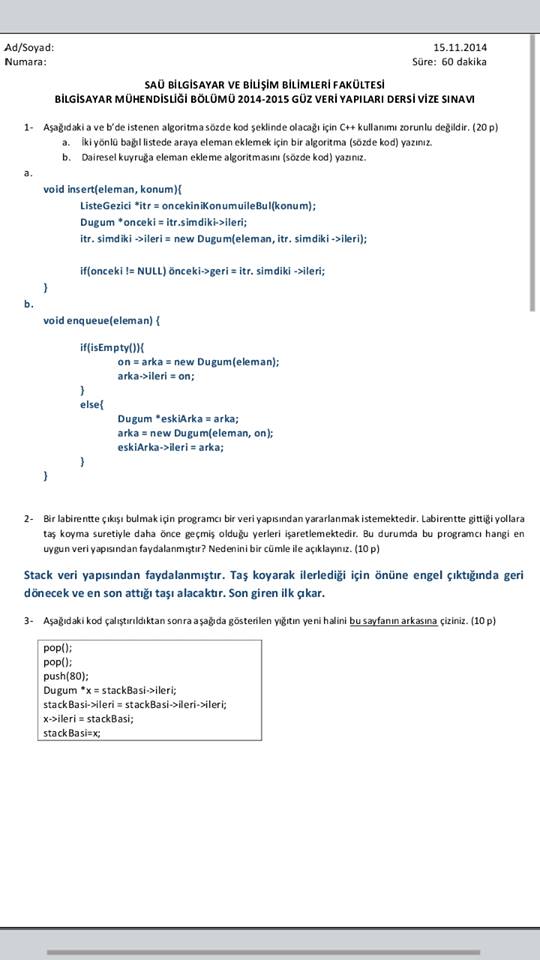 Ad/Soyad: 15.11.2014
Numara: Süre: 60 dakika
SAÜ BİLGİSAYAR VE BİLİŞİM BİLİMLERİ FAKÜLTESİ
BİLGİSAYAR MÜHENDİSLİĞİ BÖLÜMÜ 2014-2015 GÜZ VERİ YAPILARI DERSİ VİZE SINAVI
1- Aşağıdaki a ve b'de istenen algoritma sözde kod şeklinde olacağı için C++ kullanımı zorunlu değildir. (20 p)
a. İki yönlü bağıl listede araya eleman eklemek için bir algoritma (sözde kod) yazınız.
b. Dairesel kuyruğa eleman ekleme algoritmasını (sözde kod) yazınız.
a.
void insert(eleman, konum){
ListeGezici *itr = oncekiniKonumuileBul(konum);
Dugum *onceki = itr.simdiki->ileri;
itr. simdiki ->ileri = new Dugum(eleman, itr. simdiki ->ileri);
if(onceki != NULL) önceki->geri = itr. simdiki ->ileri;
}
b.
void enqueue(eleman) {
if(isEmpty()){
on = arka = new Dugum(eleman);
arka->ileri = on;
}
else{
Dugum *eskiArka = arka;
arka = new Dugum(eleman, on);
eskiArka->ileri = arka;
}
}
2- Bir labirentte çıkışı bulmak için programcı bir veri yapısından yararlanmak istemektedir. Labirentte gittiği yollara
taş koyma suretiyle daha önce geçmiş olduğu yerleri işaretlemektedir. Bu durumda bu programcı hangi en
uygun veri yapısından faydalanmıştır? Nedenini bir cümle ile açıklayınız. (10 p)
Stack veri yapısından faydalanmıştır. Taş koyarak ilerlediği için önüne engel çıktığında geri
dönecek ve en son attığı taşı alacaktır. Son giren ilk çıkar.
3- Aşağıdaki kod çalıştırıldıktan sonra aşağıda gösterilen yığıtın yeni halini bu sayfanın arkasına çiziniz. (10 p)
pop();
pop();
push(80);
Dugum *x = stackBasi->ileri;
stackBasi->ileri = stackBasi->ileri->ileri;
x->ileri = stackBasi;
stackBasi=x;